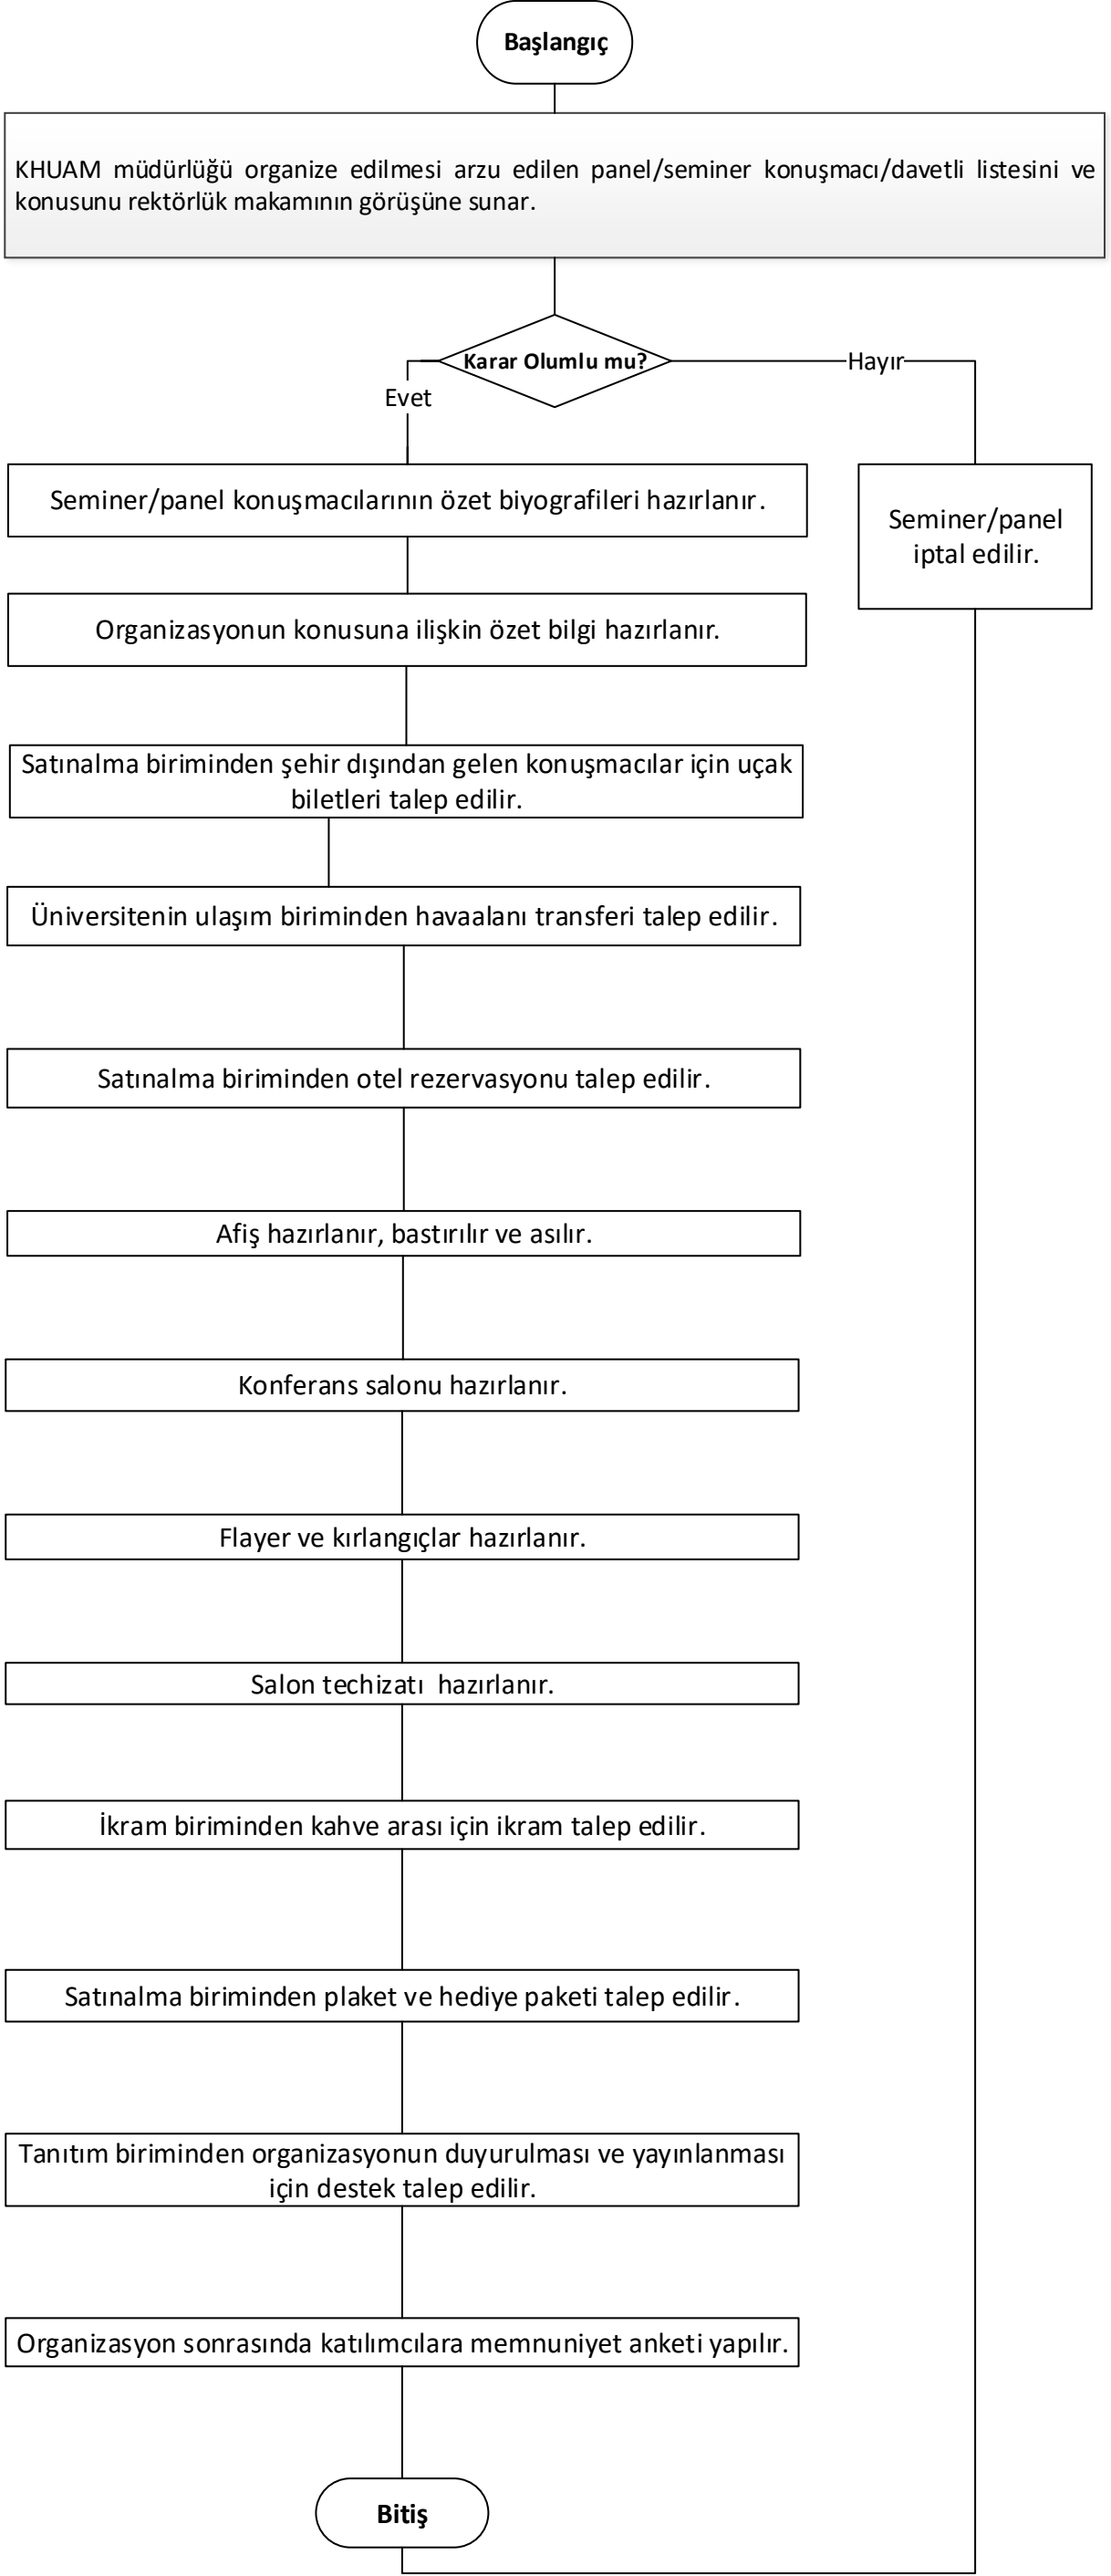 Başlangıç
KHUAM müdürlüğü organize edilmesi arzu edilen panel/seminer konuşmacı/davetli listesini ve
konusunu rektörlük makamının görüşüne sunar.
Karar Olumlu mu?
Hayır
Evet
Seminer/panel konuşmacılarının özet biyografileri hazırlanır.
Seminer/panel
iptal edilir.
Organizasyonun konusuna ilişkin özet bilgi hazırlanır.
Satınalma biriminden şehir dışından gelen konuşmacılar için uçak
biletleri talep edilir.
Üniversitenin ulaşım biriminden havaalanı transferi talep edilir.
Satınalma biriminden otel rezervasyonu talep edilir.
Afiş hazırlanır, bastırılır ve asılır.
Konferans salonu hazırlanır.
Flayer ve kırlangıçlar hazırlanır.
Salon techizatı  hazırlanır.
İkram biriminden kahve arası için ikram talep edilir.
Satınalma biriminden plaket ve hediye paketi talep edilir.
Tanıtım biriminden organizasyonun duyurulması ve yayınlanması
için destek talep edilir.
Organizasyon sonrasında katılımcılara memnuniyet anketi yapılır.
Bitiş